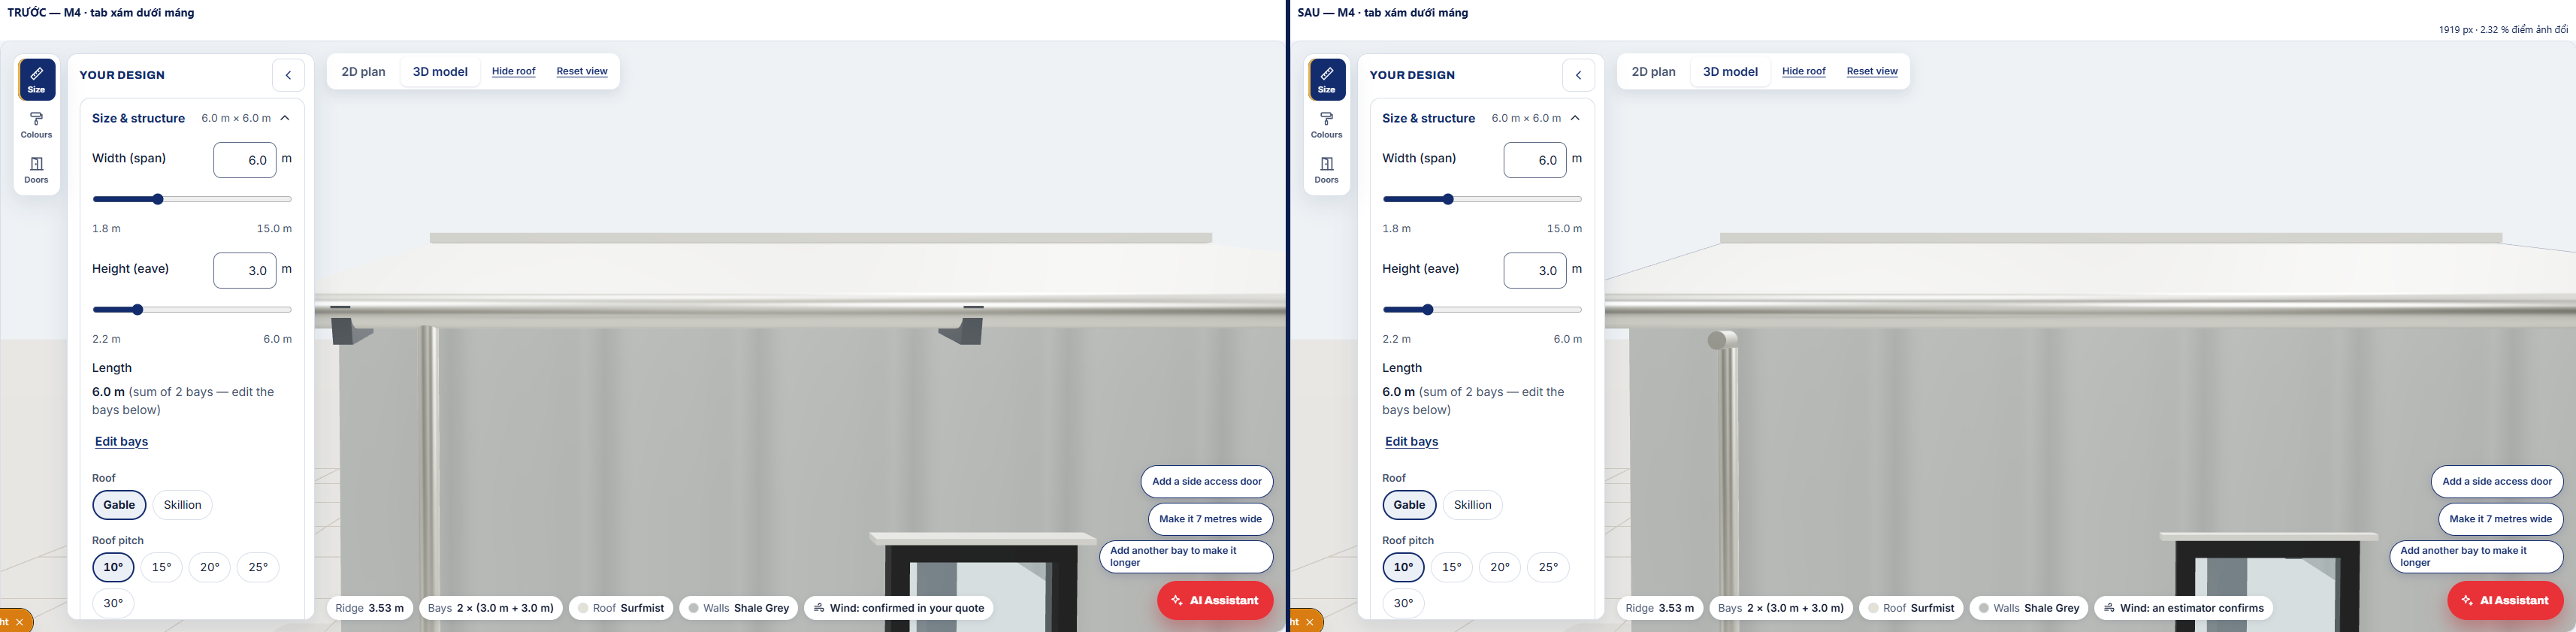 TRƯỚC — M4 · tab xám dưới máng
Size
Colours
Doors
YOUR DESIGN
Size & structure 6.0 m × 6.0 m
Width (span) 6.0 m
1.8 m 15.0 m
Height (eave) 3.0 m
2.2 m 6.0 m
Length
6.0 m (sum of 2 bays — edit the
bays below)
Edit bays
Roof
Gable Skillion
Roof pitch
10° 15° 20° 25°
30°
ht ×
2D plan 3D model Hide roof Reset view
Add a side access door
Make it 7 metres wide
Add another bay to make it
longer
AI Assistant
Ridge 3.53 m Bays 2 × (3.0 m + 3.0 m) Roof Surfmist Walls Shale Grey Wind: confirmed in your quote
SAU — M4 · tab xám dưới máng
1919 px · 2.32 % điểm ảnh đổi
Size
Colours
Doors
YOUR DESIGN
Size & structure 6.0 m × 6.0 m
Width (span) 6.0 m
1.8 m 15.0 m
Height (eave) 3.0 m
2.2 m 6.0 m
Length
6.0 m (sum of 2 bays — edit the
bays below)
Edit bays
Roof
Gable Skillion
Roof pitch
10° 15° 20° 25°
30°
ht ×
2D plan 3D model Hide roof Reset view
Add a side access door
Make it 7 metres wide
Add another bay to make it
longer
AI Assistant
Ridge 3.53 m Bays 2 × (3.0 m + 3.0 m) Roof Surfmist Walls Shale Grey Wind: an estimator confirms